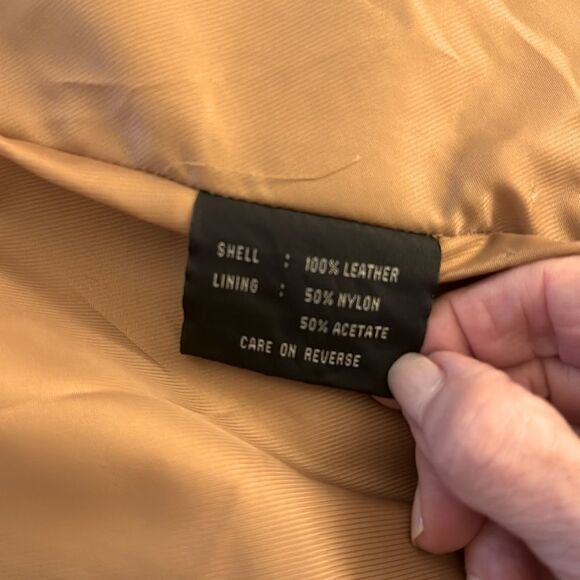 SHELL : 100% LEATHER
LINING : 50% NYLON
50% ACETATE
CARE ON REVERSE